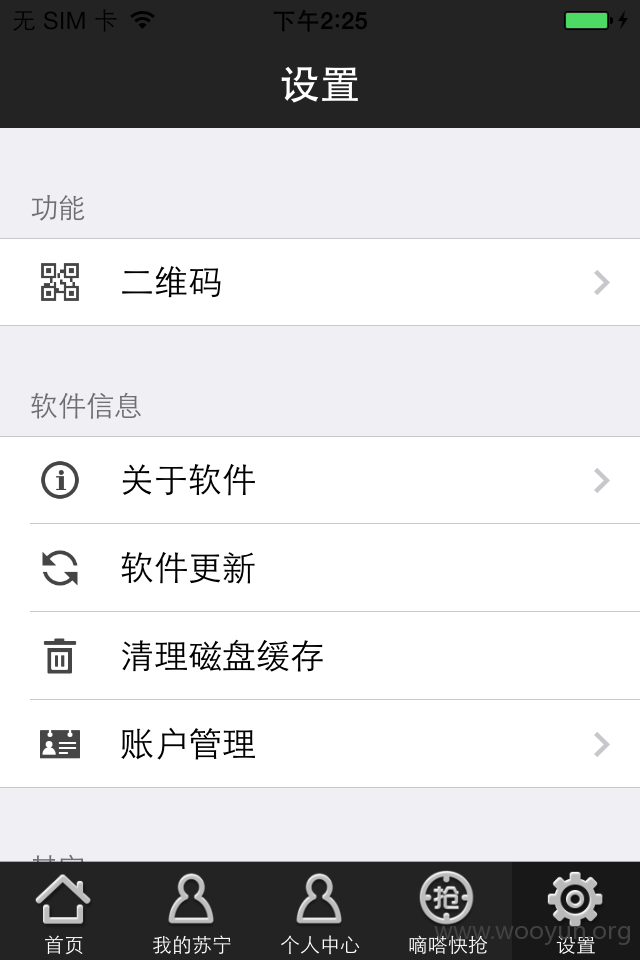 无 SIM 卡 下午2:25
设置
功能
二维码
软件信息
关于软件
软件更新
清理磁盘缓存
账户管理
首页 我的苏宁 个人中心 嘀嗒快抢 设置
抢
www.wooyun.org